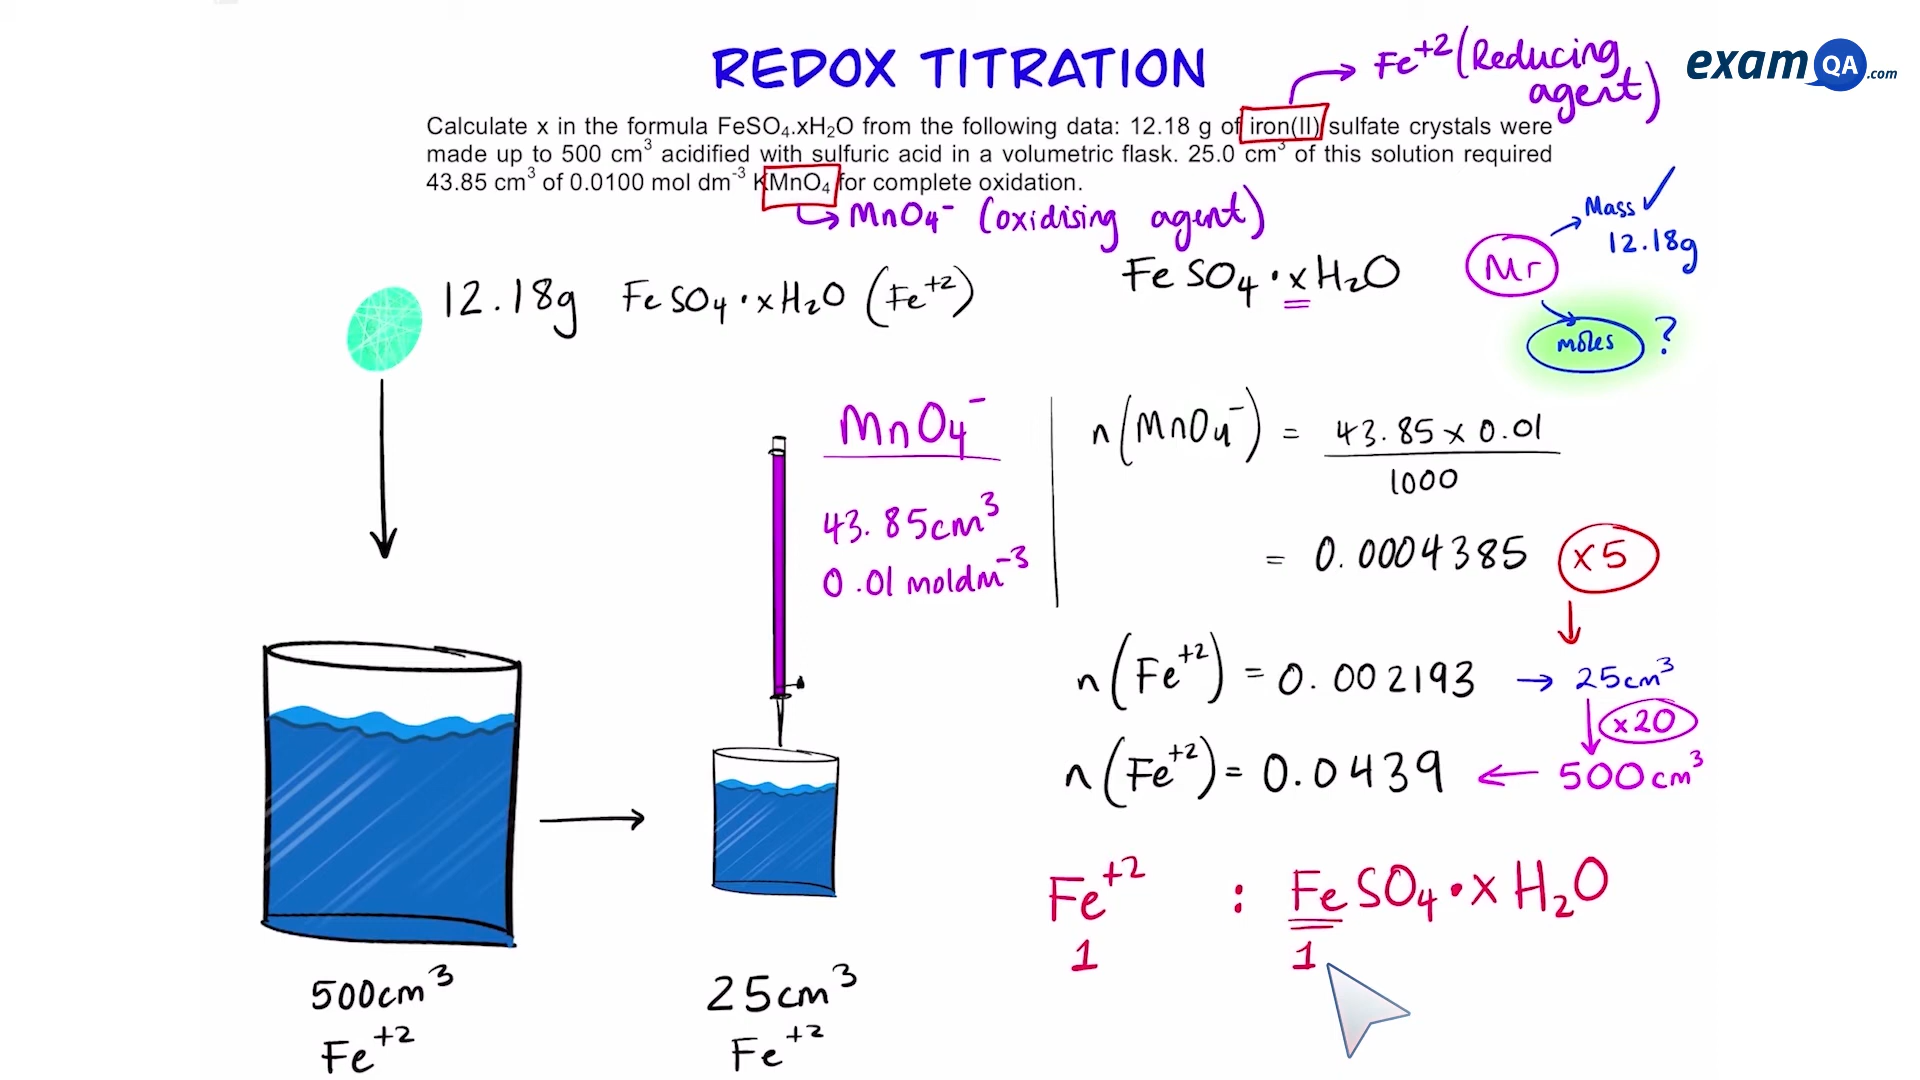 REDOX TITRATION
Fe⁺²(Reducing
agent)
examQA.com
Calculate x in the formula FeSO₄.xH₂O from the following data: 12.18 g of iron(II) sulfate crystals were
made up to 500 cm³ acidified with sulfuric acid in a volumetric flask. 25.0 cm³ of this solution required
43.85 cm³ of 0.0100 mol dm⁻³ KMnO₄ for complete oxidation.
MnO₄⁻ (oxidising agent)
12.18g FeSO₄·xH₂O (Fe⁺²)
FeSO₄·xH₂O
Mr
Mass ✓
12.18g
moles ?
MnO₄⁻
43.85cm³
0.01 moldm⁻³
n(MnO₄⁻) = 43.85 x 0.01
1000
= 0.0004385 x5
n(Fe⁺²) = 0.002193 → 25cm³
x20
n(Fe⁺²) = 0.0439 ← 500cm³
Fe⁺² : FeSO₄·xH₂O
1 1
500cm³
Fe⁺²
25cm³
Fe⁺²